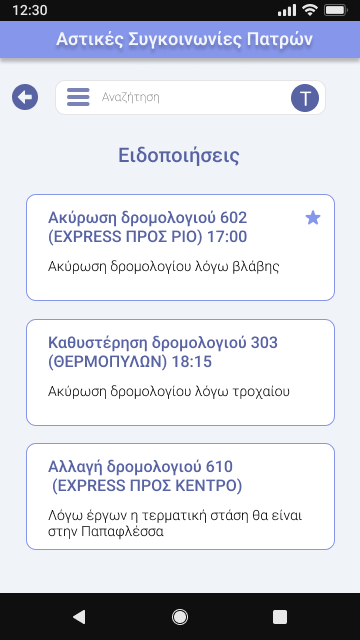 12:30
Αστικές Συγκοινωνίες Πατρών
Αναζήτηση
T
Ειδοποιήσεις
Ακύρωση δρομολογιού 602
(EXPRESS ΠΡΟΣ ΡΙΟ) 17:00
Ακύρωση δρομολογίου λόγω βλάβης
Καθυστέρηση δρομολογιού 303
(ΘΕΡΜΟΠΥΛΩΝ) 18:15
Ακύρωση δρομολογίου λόγω τροχαίου
Αλλαγή δρομολογιού 610
(EXPRESS ΠΡΟΣ ΚΕΝΤΡΟ)
Λόγω έργων η τερματική στάση θα είναι
στην Παπαφλέσσα